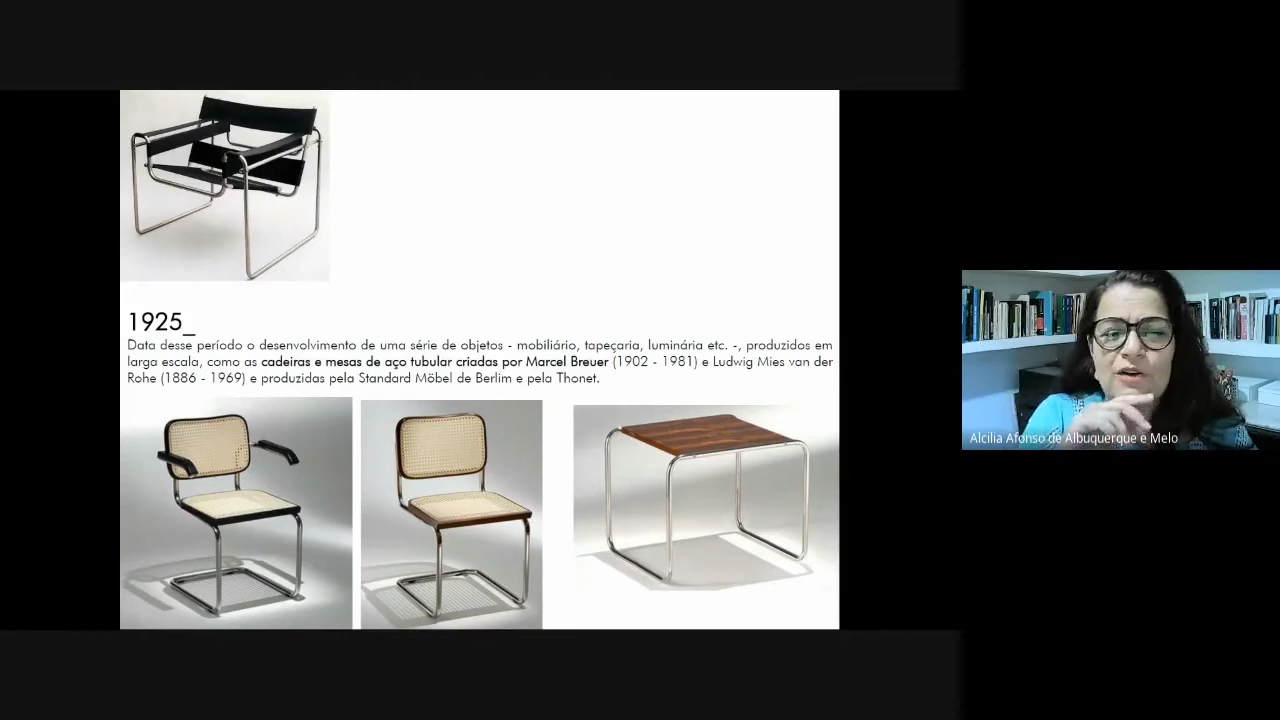 1925_
Data desse período o desenvolvimento de uma série de objetos - mobiliário, tapeçaria, luminária etc. -, produzidos em
larga escala, como as cadeiras e mesas de aço tubular criadas por Marcel Breuer (1902 - 1981) e Ludwig Mies van der
Rohe (1886 - 1969) e produzidas pela Standard Möbel de Berlim e pela Thonet.
Alcilia Afonso de Albuquerque e Melo